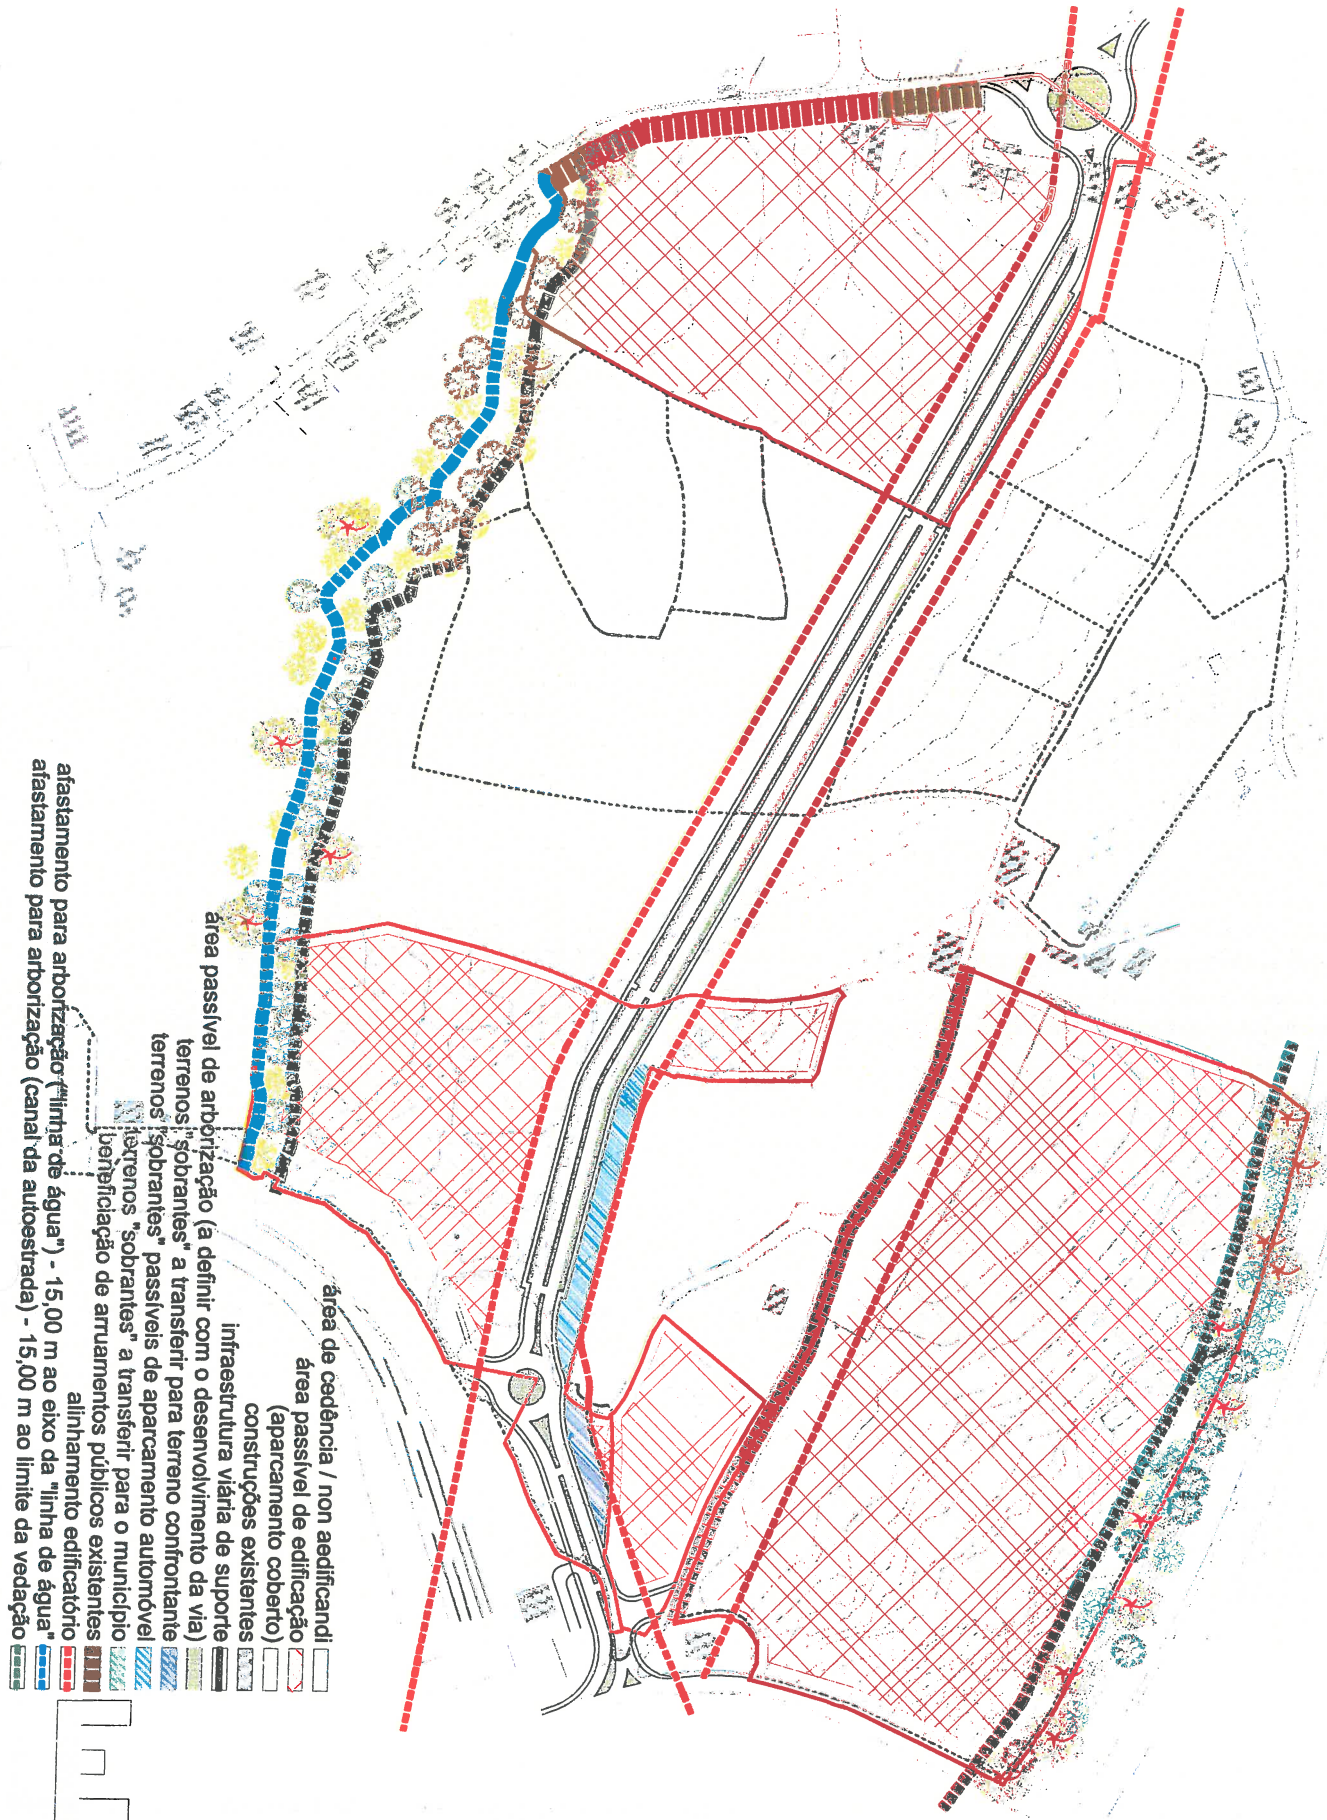 área de cedência / non aedificandi
área passível de edificação
(aparcamento coberto)
construções existentes
infraestrutura viária de suporte
área passível de arborização (a definir com o desenvolvimento da via)
terrenos "sobrantes" a transferir para terreno confrontante
terrenos "sobrantes" passíveis de aparcamento automóvel
terrenos "sobrantes" a transferir para o município
beneficiação de arruamentos públicos existentes
alinhamento edificatório
afastamento para arborização ("linha de água") - 15,00 m ao eixo da "linha de água"
afastamento para arborização (canal da autoestrada) - 15,00 m ao limite da vedação